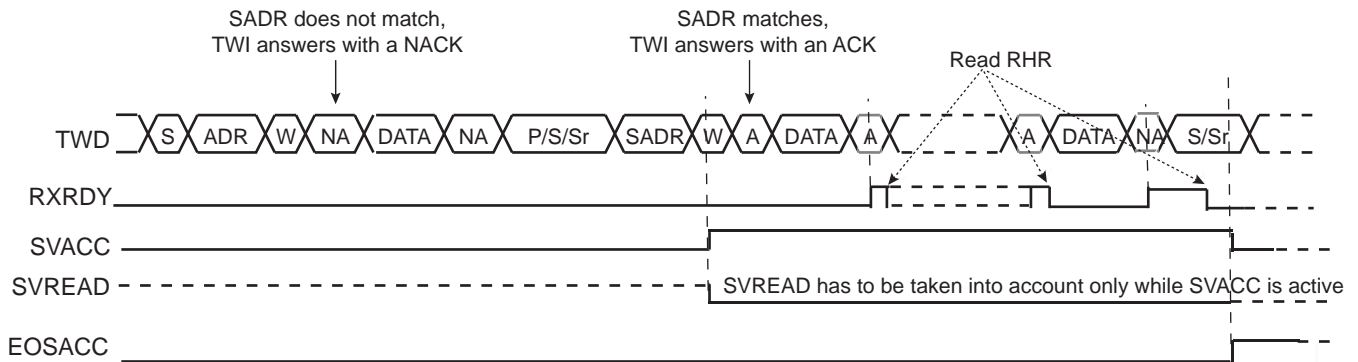 SADR does not match,
TWI answers with a NACK
SADR matches,
TWI answers with an ACK
Read RHR
TWD S ADR W NA DATA NA P/S/Sr SADR W A DATA A A DATA NA S/Sr
RXRDY
SVACC
SVREAD SVREAD has to be taken into account only while SVACC is active
EOSACC